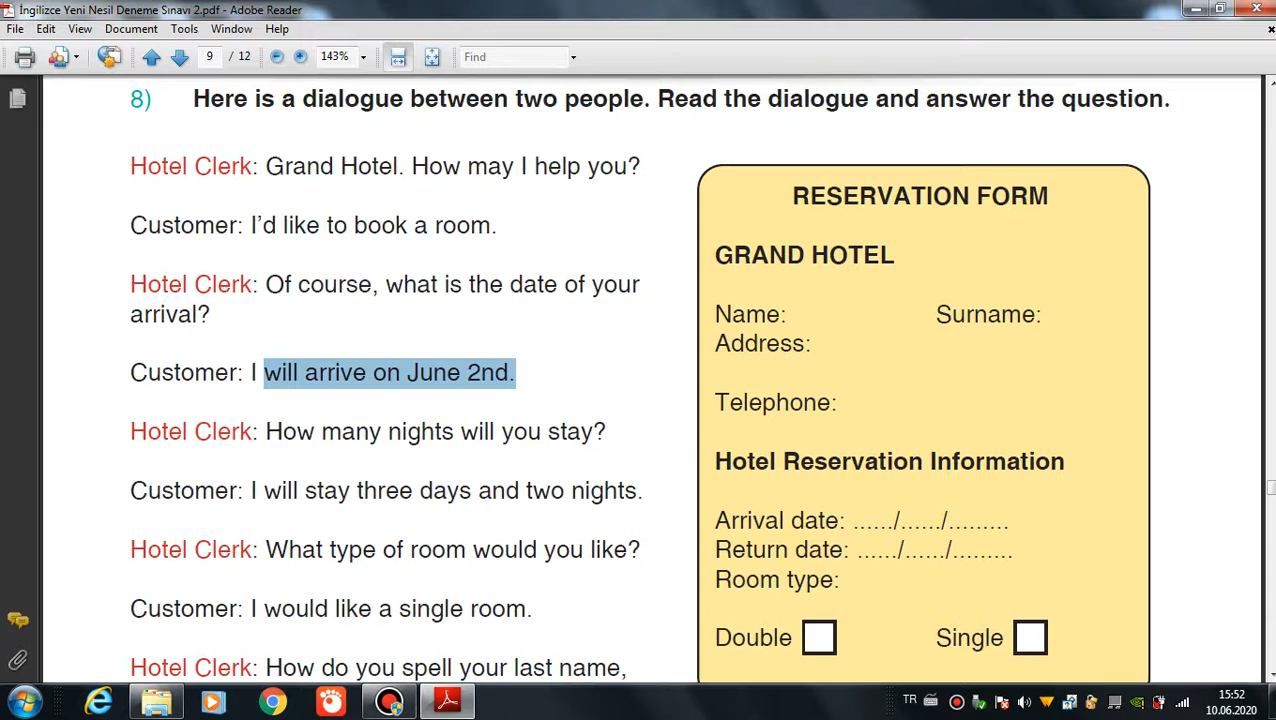 İngilizce Yeni Nesil Deneme Sınavı 2.pdf - Adobe Reader
File Edit View Document Tools Window Help
9 / 12 143% Find
8) Here is a dialogue between two people. Read the dialogue and answer the question.
Hotel Clerk: Grand Hotel. How may I help you?
Customer: I’d like to book a room.
Hotel Clerk: Of course, what is the date of your
arrival?
Customer: I will arrive on June 2nd.
Hotel Clerk: How many nights will you stay?
Customer: I will stay three days and two nights.
Hotel Clerk: What type of room would you like?
Customer: I would like a single room.
Hotel Clerk: How do you spell your last name,
RESERVATION FORM
GRAND HOTEL
Name: Surname:
Address:
Telephone:
Hotel Reservation Information
Arrival date: ....../....../.........
Return date: ....../....../.........
Room type:
Double Single
TR 15:52
10.06.2020